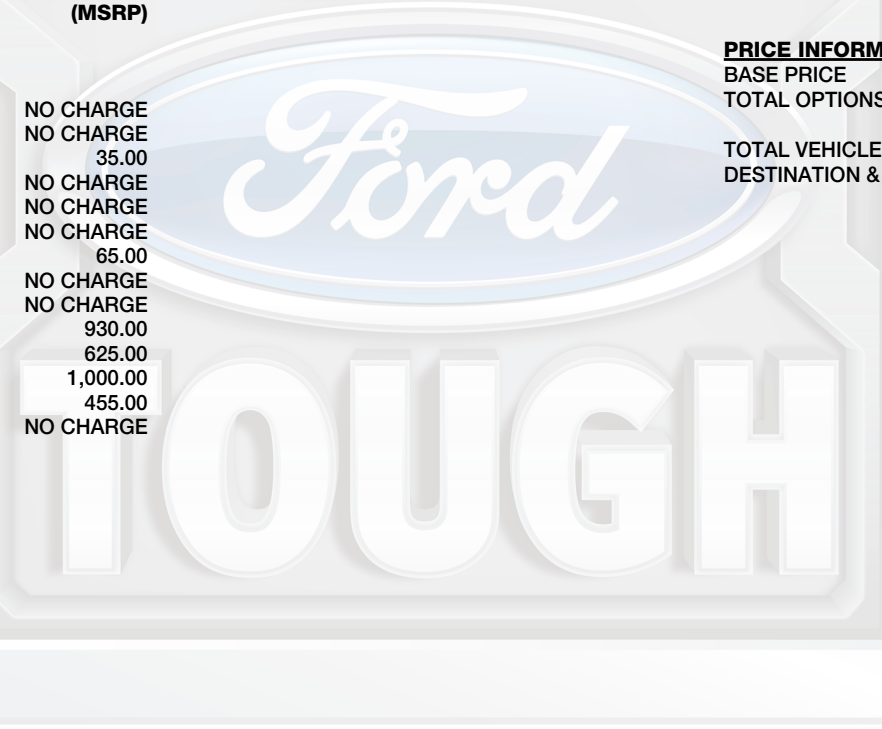 (MSRP)
NO CHARGE
NO CHARGE
35.00
NO CHARGE
NO CHARGE
NO CHARGE
65.00
NO CHARGE
NO CHARGE
930.00
625.00
1,000.00
455.00
NO CHARGE
PRICE INFORM
BASE PRICE
TOTAL OPTIONS
TOTAL VEHICLE
DESTINATION &
Ford
TOUGH